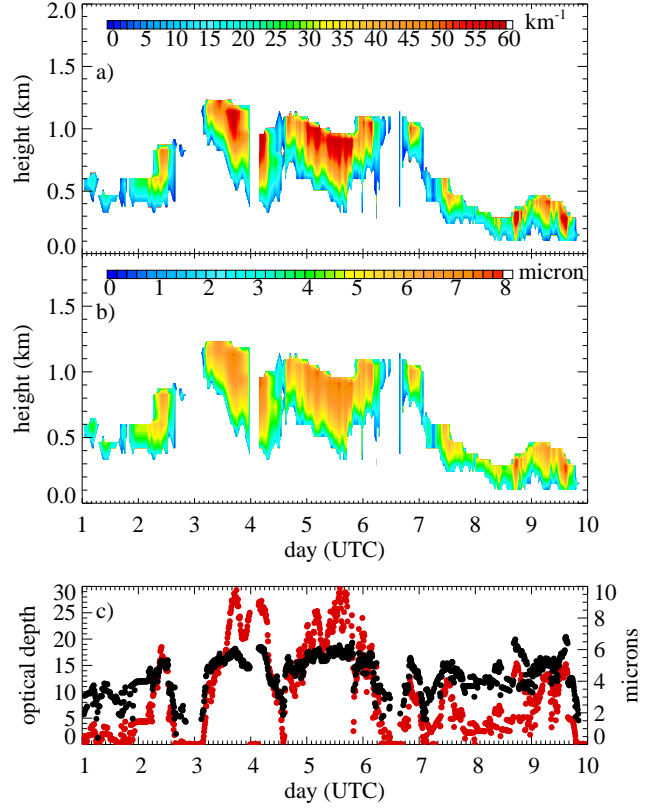 2.0
0 5 10 15 20 25 30 35 40 45 50 55 60 km-1
a)
1.5
1.0
0.5
0.0
height (km)
0 1 2 3 4 5 6 7 8 micron
b)
1.5
1.0
0.5
0.0
height (km)
1 2 3 4 5 6 7 8 9 10
day (UTC)
30 10
c)
25 8
20 6
15
10 4
5 2
0 0
optical depth
microns
1 2 3 4 5 6 7 8 9 10
day (UTC)